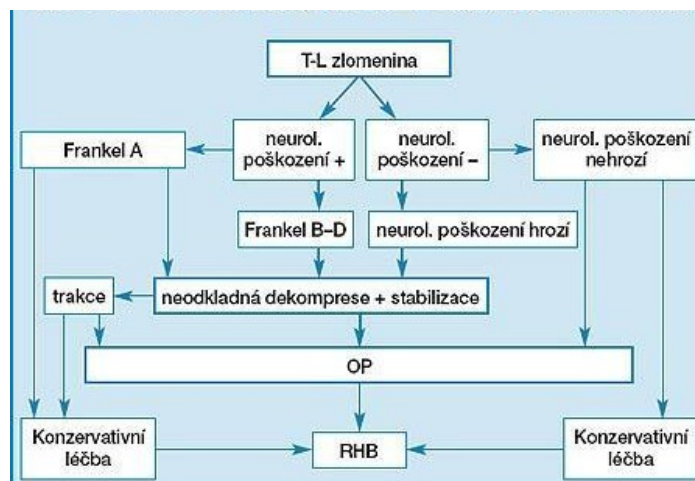 T-L zlomenina
Frankel A
neurol.
poškození +
neurol.
poškození –
neurol. poškození
nehrozí
Frankel B–D
neurol. poškození hrozí
trakce
neodkladná dekomprese + stabilizace
OP
Konzervativní
léčba
RHB
Konzervativní
léčba